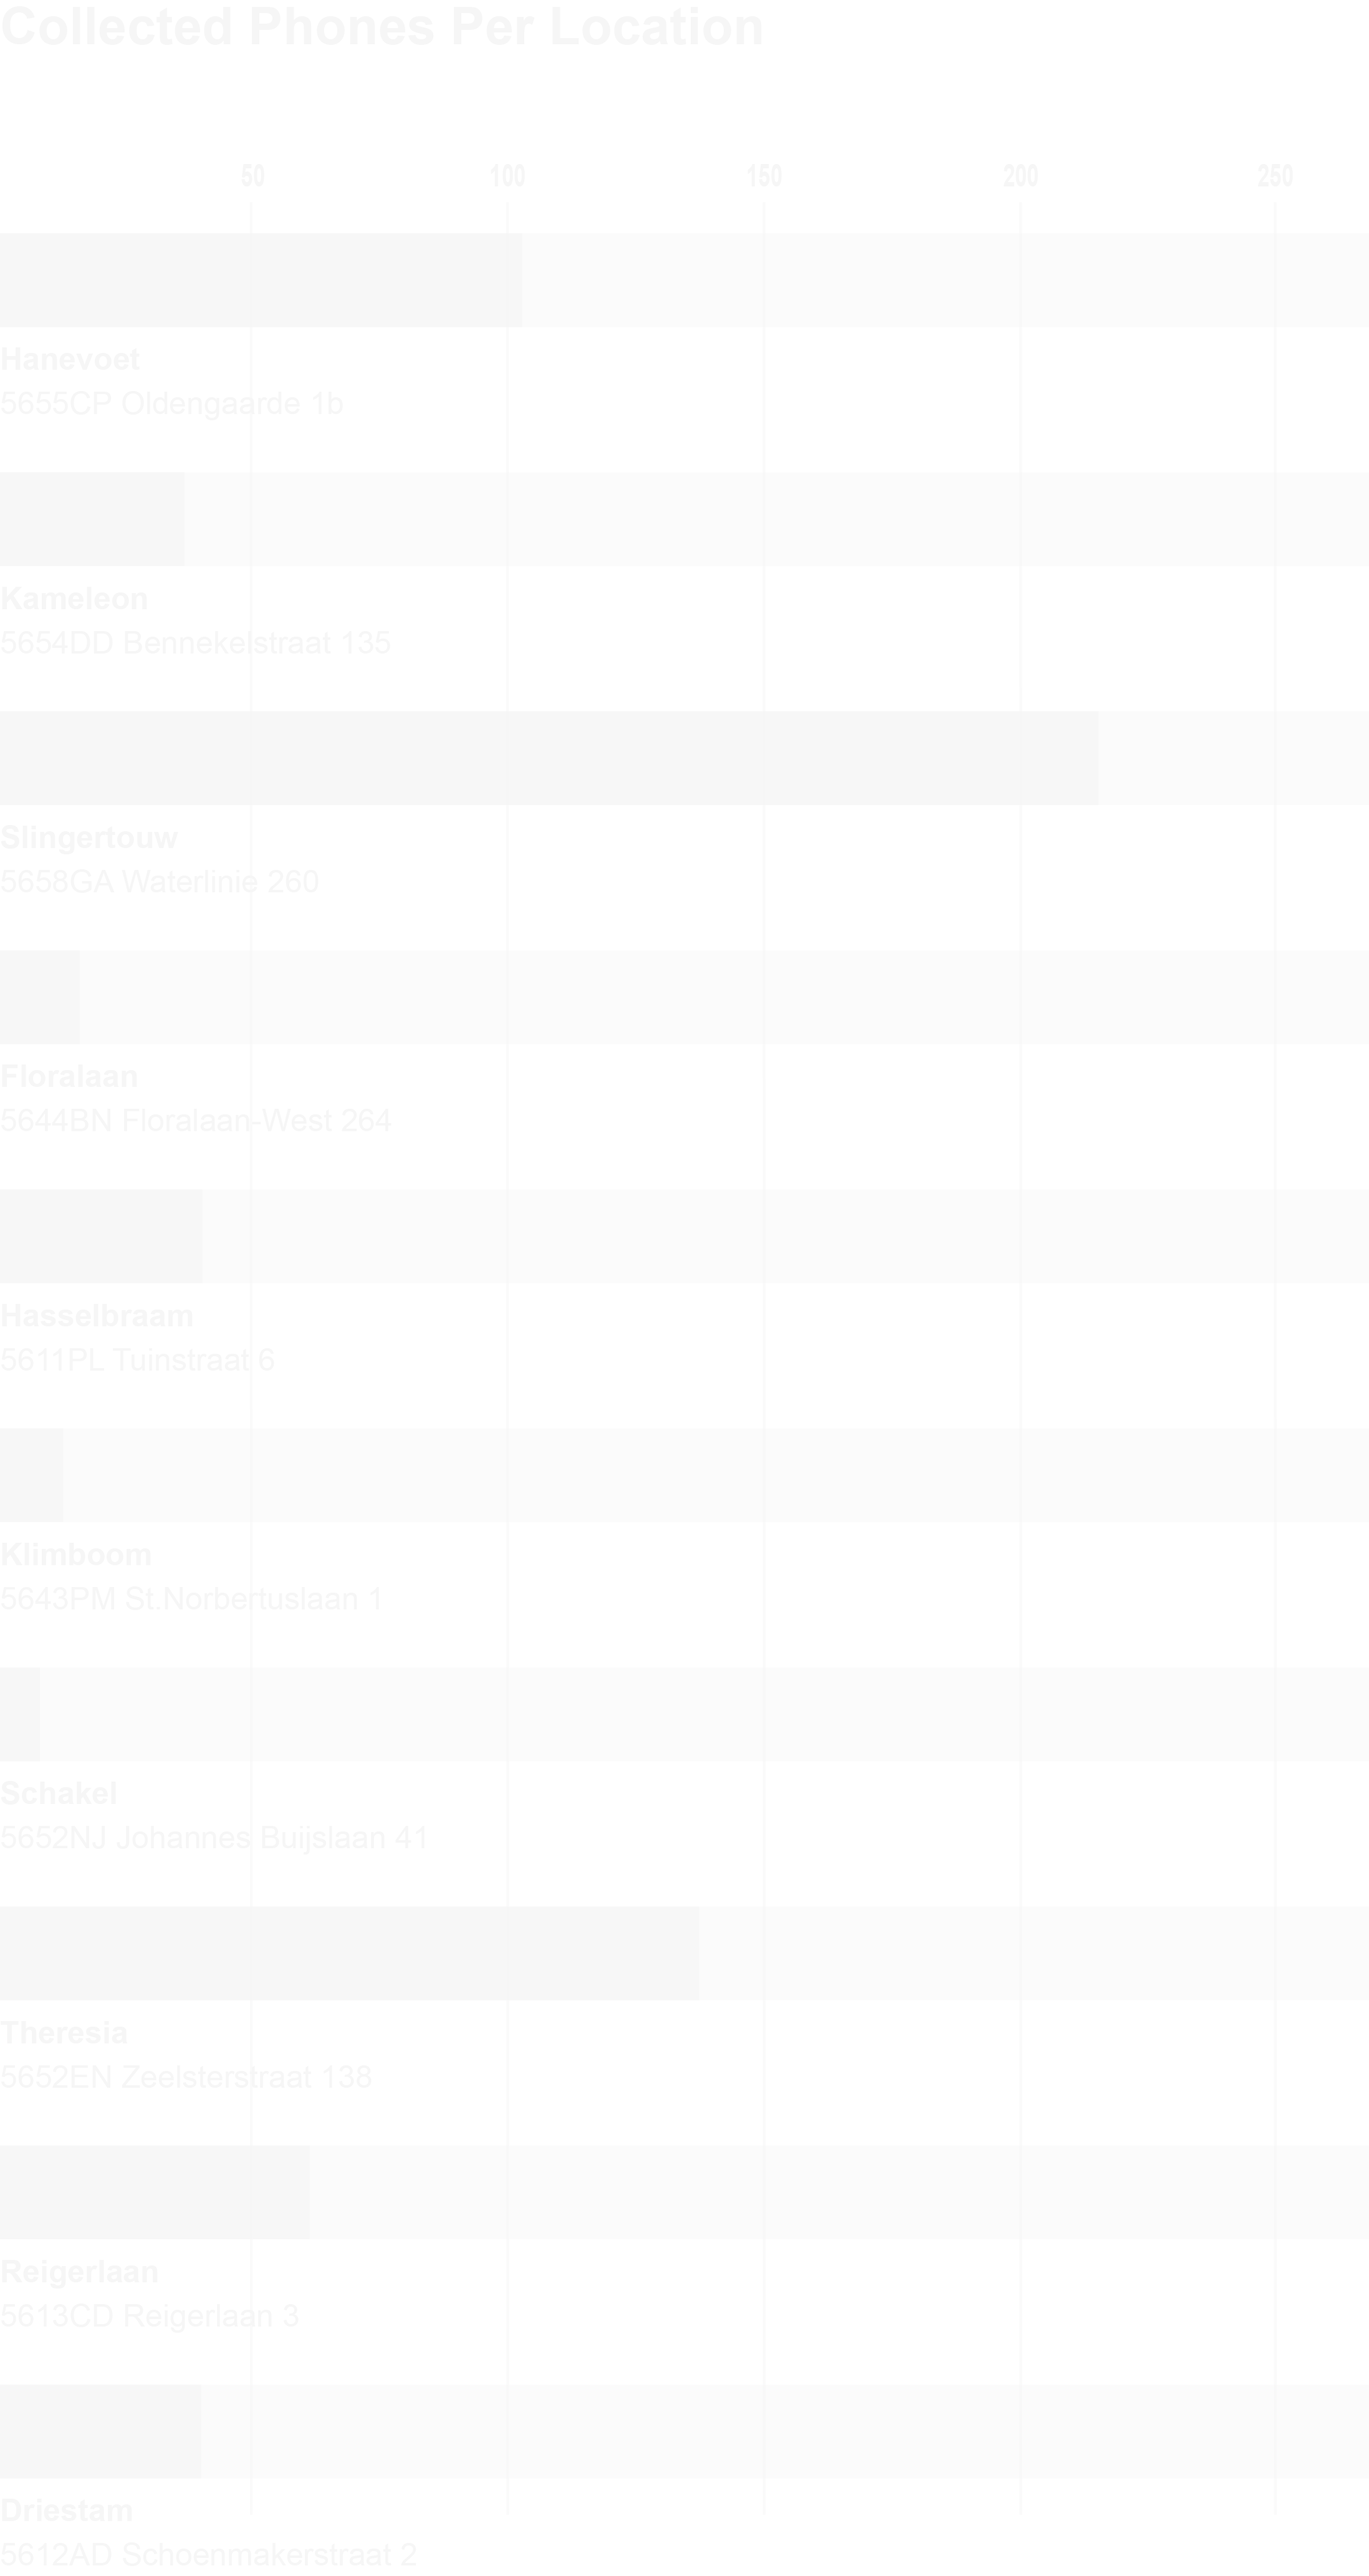 Collected Phones Per Location
50 100 150 200 250
Hanevoet
5655CP Oldengaarde 1b
Kameleon
5654DD Bennekelstraat 135
Slingertouw
5658GA Waterlinie 260
Floralaan
5644BN Floralaan-West 264
Hasselbraam
5611PL Tuinstraat 6
Klimboom
5643PM St.Norbertuslaan 1
Schakel
5652NJ Johannes Buijslaan 41
Theresia
5652EN Zeelsterstraat 138
Reigerlaan
5613CD Reigerlaan 3
Driestam
5612AD Schoenmakerstraat 2